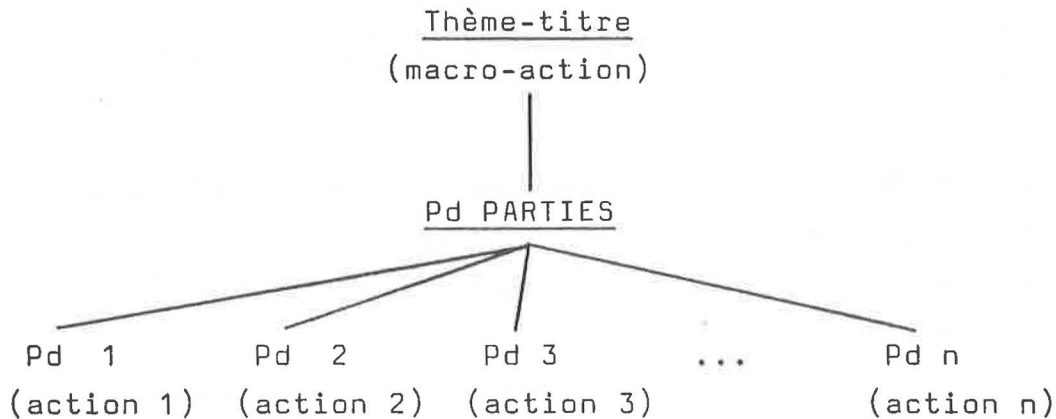 Thème-titre
(macro-action)
Pd PARTIES
Pd 1 Pd 2 Pd 3 ... Pd n
(action 1) (action 2) (action 3) (action n)